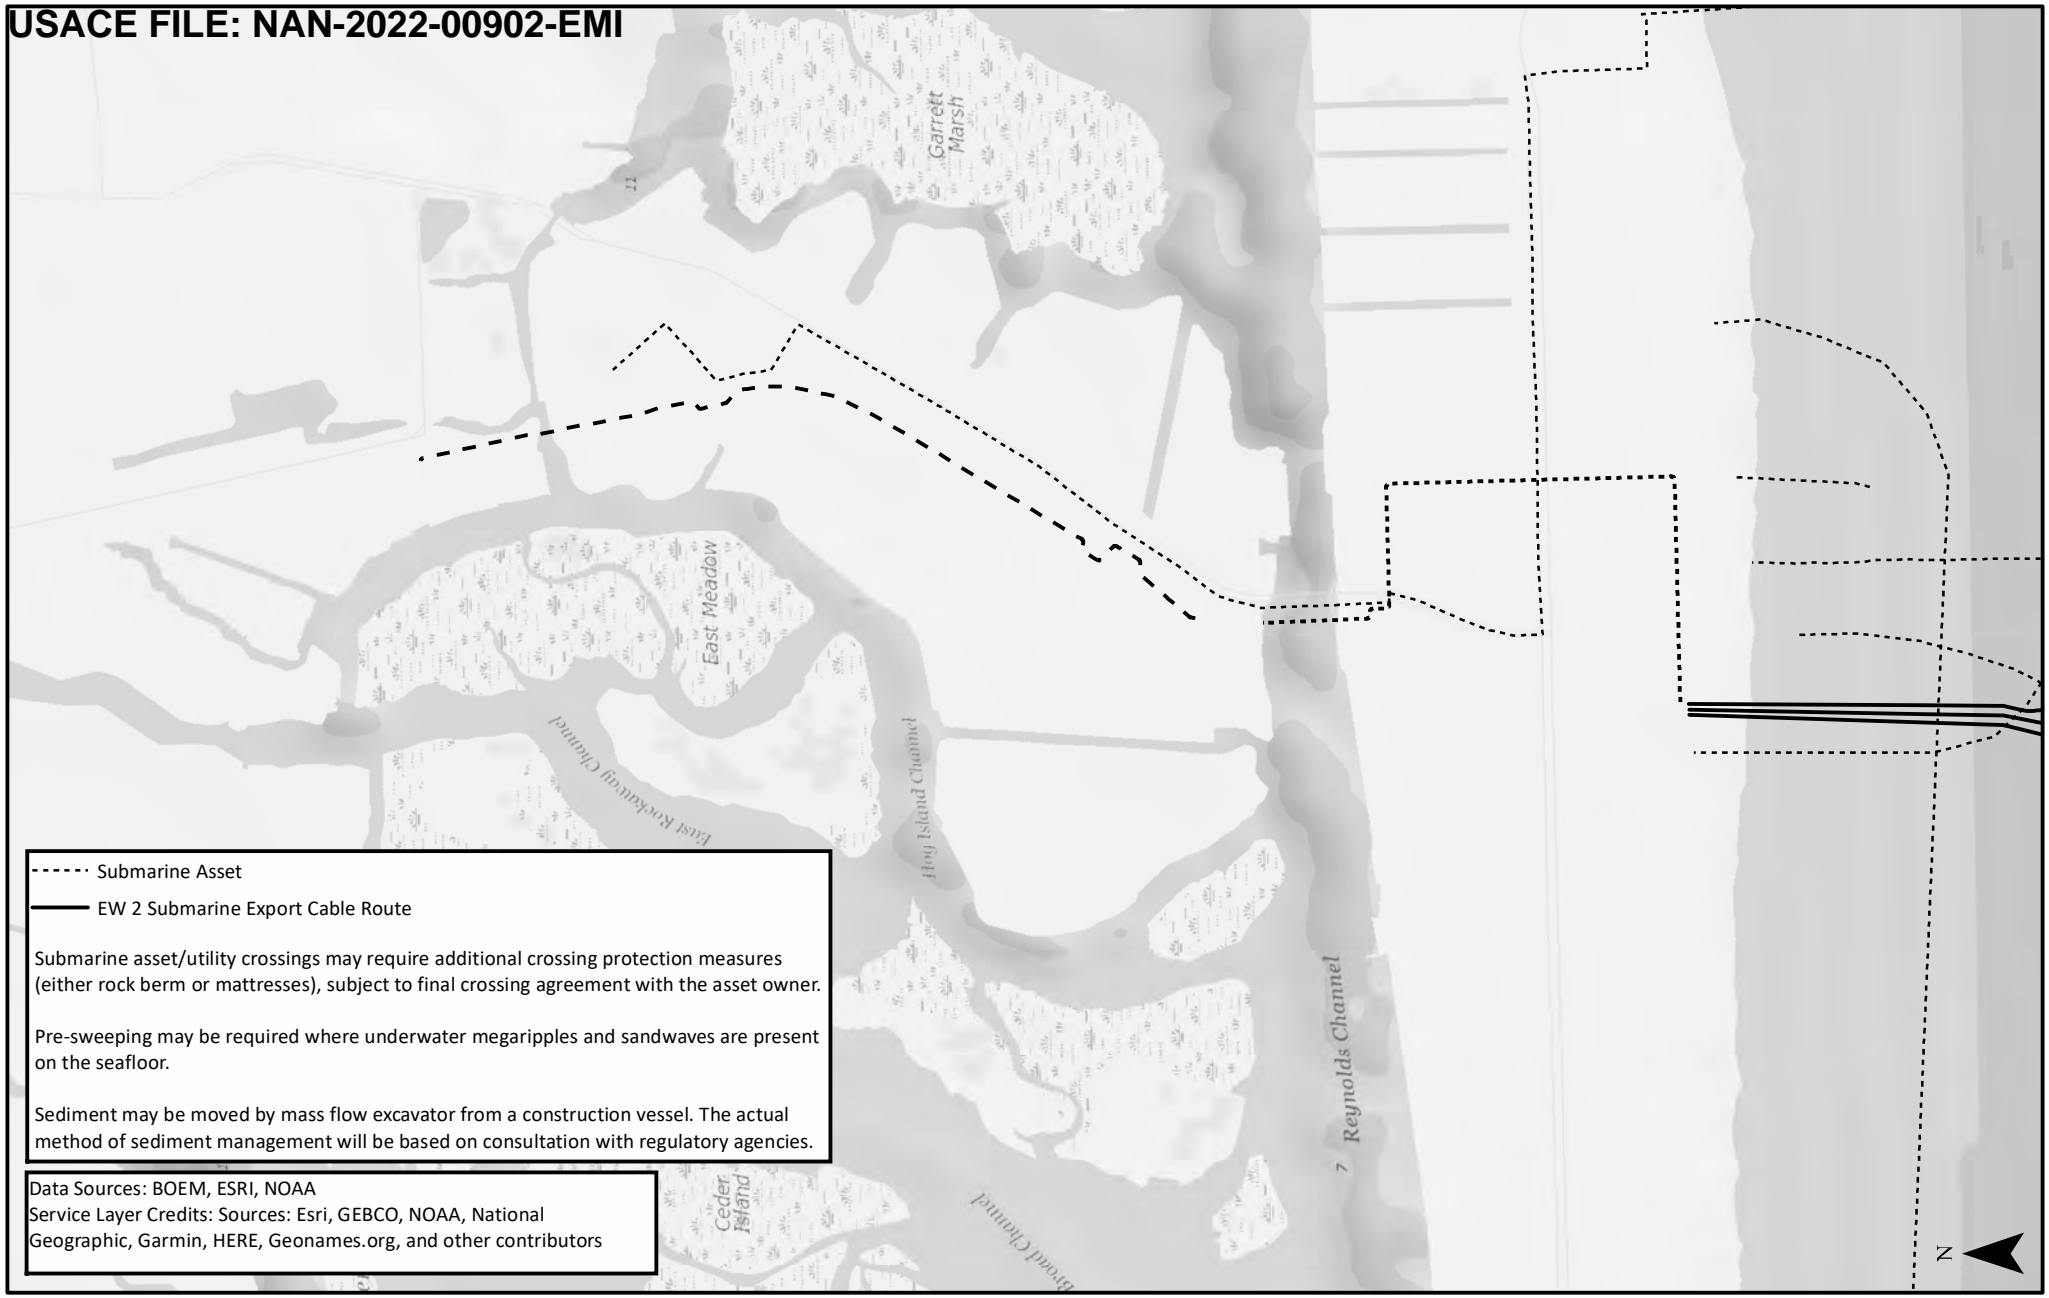 USACE FILE: NAN-2022-00902-EMI
11
Garrett
Marsh
East Meadow
East Rockaway Channel
Hog Island Channel
Reynolds Channel
7
Submarine Asset
EW 2 Submarine Export Cable Route
Submarine asset/utility crossings may require additional crossing protection measures
(either rock berm or mattresses), subject to final crossing agreement with the asset owner.
Pre-sweeping may be required where underwater megaripples and sandwaves are present
on the seafloor.
Sediment may be moved by mass flow excavator from a construction vessel. The actual
method of sediment management will be based on consultation with regulatory agencies.
Ceder
Island
Broad Channel
Data Sources: BOEM, ESRI, NOAA
Service Layer Credits: Sources: Esri, GEBCO, NOAA, National
Geographic, Garmin, HERE, Geonames.org, and other contributors
N